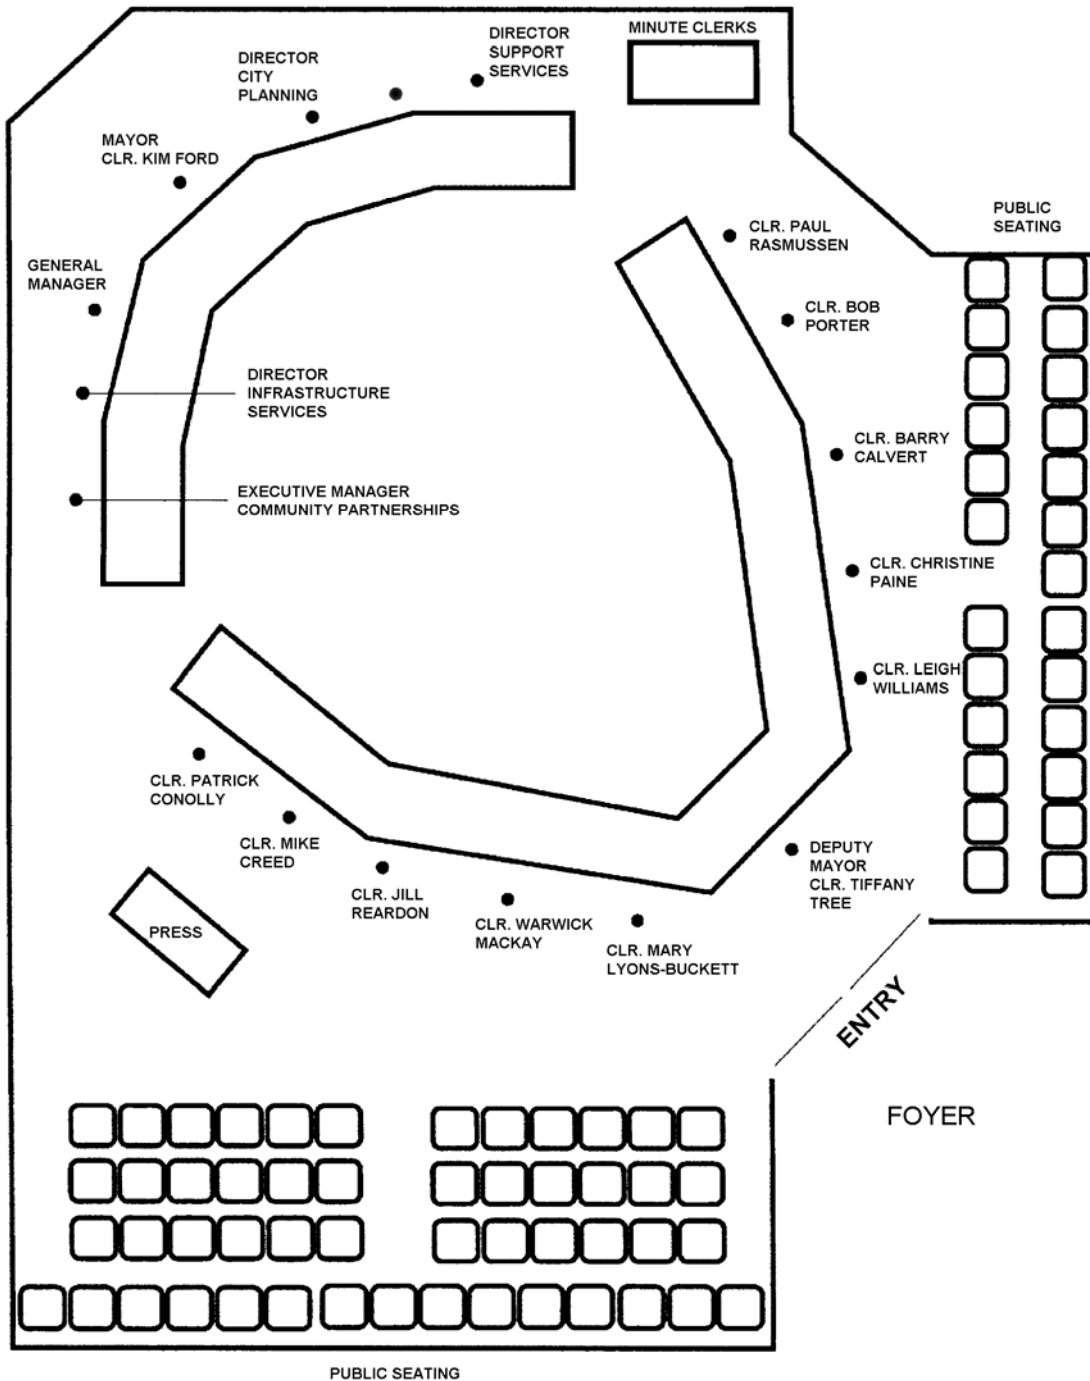 MINUTE CLERKS
DIRECTOR
SUPPORT
SERVICES
DIRECTOR
CITY
PLANNING
MAYOR
CLR. KIM FORD
PUBLIC
SEATING
CLR. PAUL
RASMUSSEN
GENERAL
MANAGER
CLR. BOB
PORTER
DIRECTOR
INFRASTRUCTURE
SERVICES
CLR. BARRY
CALVERT
EXECUTIVE MANAGER
COMMUNITY PARTNERSHIPS
CLR. CHRISTINE
PAINE
CLR. LEIGH
WILLIAMS
CLR. PATRICK
CONOLLY
CLR. MIKE
CREED
DEPUTY
MAYOR
CLR. TIFFANY
TREE
CLR. JILL
REARDON
CLR. WARWICK
MACKAY
CLR. MARY
LYONS-BUCKETT
PRESS
ENTRY
FOYER
PUBLIC SEATING